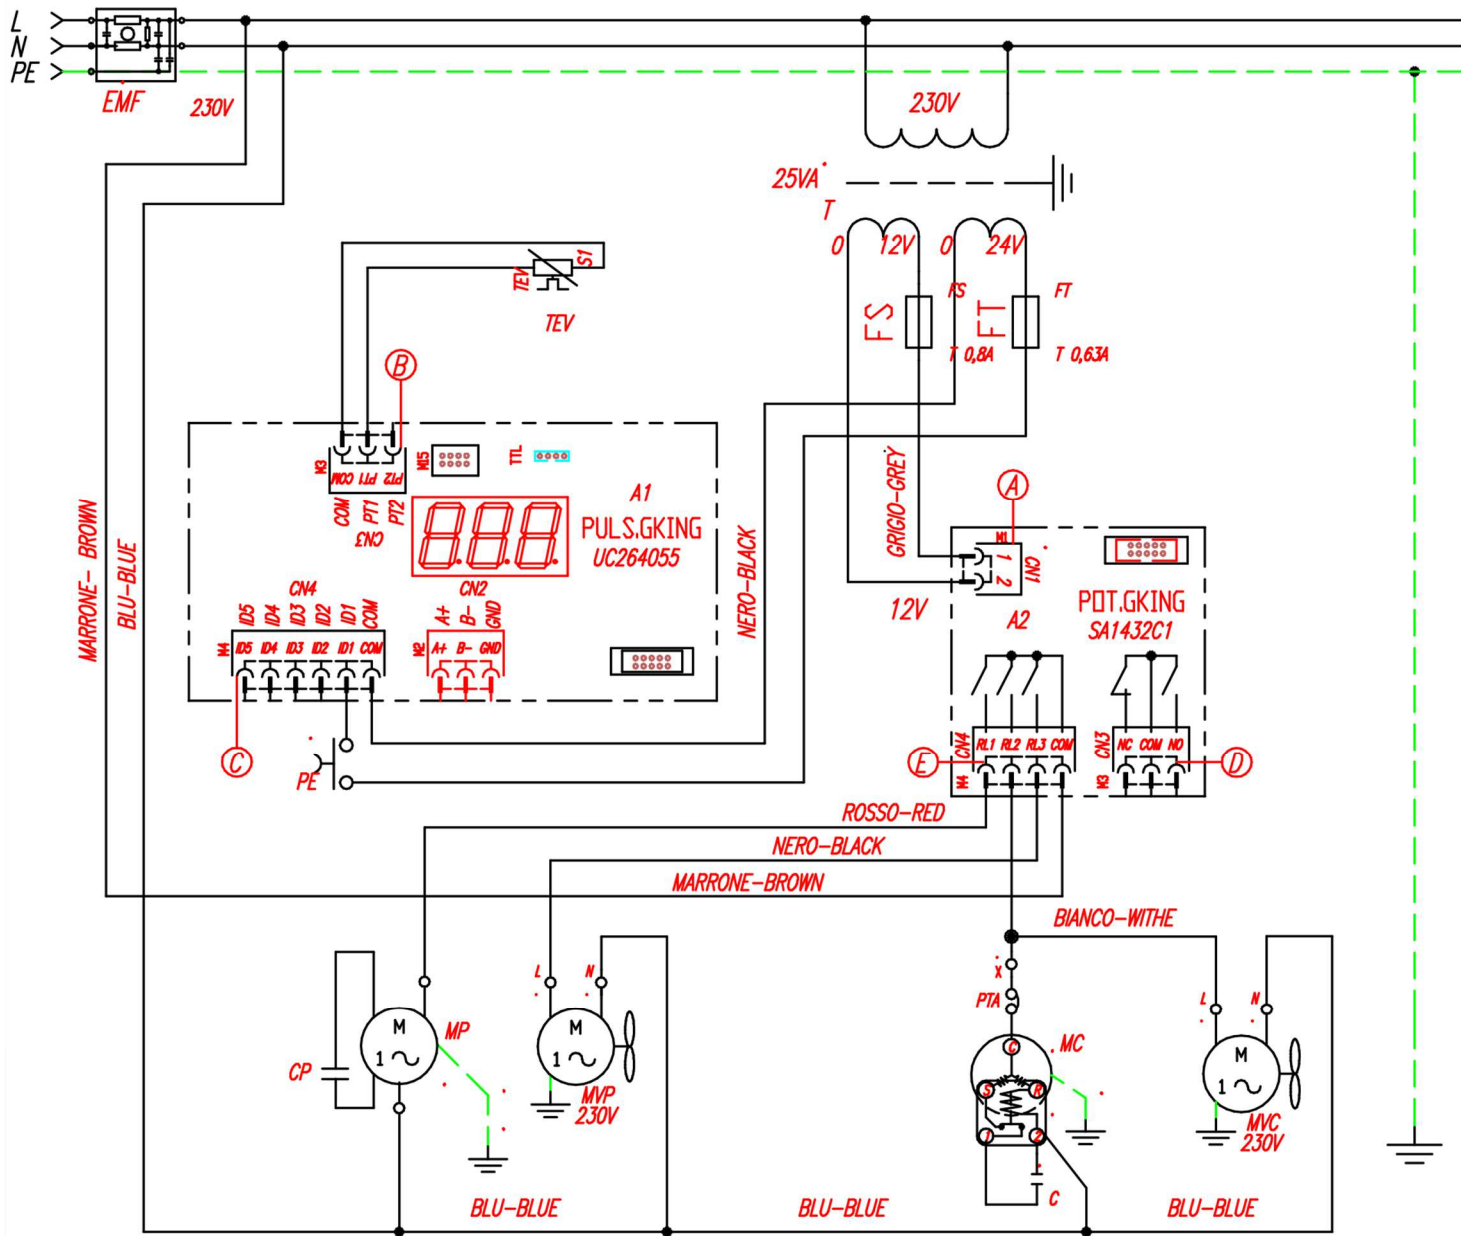 L
N
PE
EMF
230V
230V
25VA
T
0
12V
0
24V
TEV
S1
TEV
FS
FS
FT
FT
T 0,8A
T 0,63A
B
M3
COM
PT1
PT2
COM
PT1
PT2
CN3
M15
TTL
A1
PULS.GKING
UC264055
MARRONE- BROWN
BLU-BLUE
NERO-BLACK
GRIGIO-GREY
A
M1
1
2
CN1
12V
A2
POT.GKING
SA1432C1
CN4
ID5
ID4
ID3
ID2
ID1
COM
M4
ID5
ID4
ID3
ID2
ID1
COM
CN2
A+
B-
GND
M2
A+
B-
GND
C
PE
CN4
RL1
RL2
RL3
COM
M4
E
CN3
NC
COM
NO
M3
D
ROSSO-RED
NERO-BLACK
MARRONE-BROWN
BIANCO-WITHE
CP
M
1
MP
L
N
M
1
MVP
230V
X
PTA
C
MC
S
R
1
2
C
L
N
M
1
MVC
230V
BLU-BLUE
BLU-BLUE
BLU-BLUE